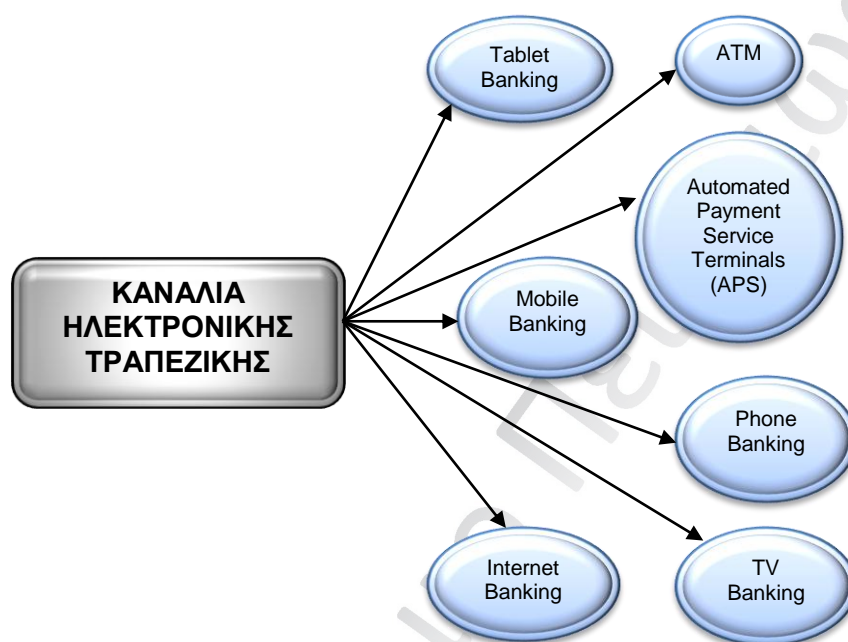 Tablet
Banking
ATM
Automated
Payment
Service
Terminals
(APS)
ΚΑΝΑΛΙΑ
ΗΛΕΚΤΡΟΝΙΚΗΣ
ΤΡΑΠΕΖΙΚΗΣ
Mobile
Banking
Phone
Banking
Internet
Banking
TV
Banking